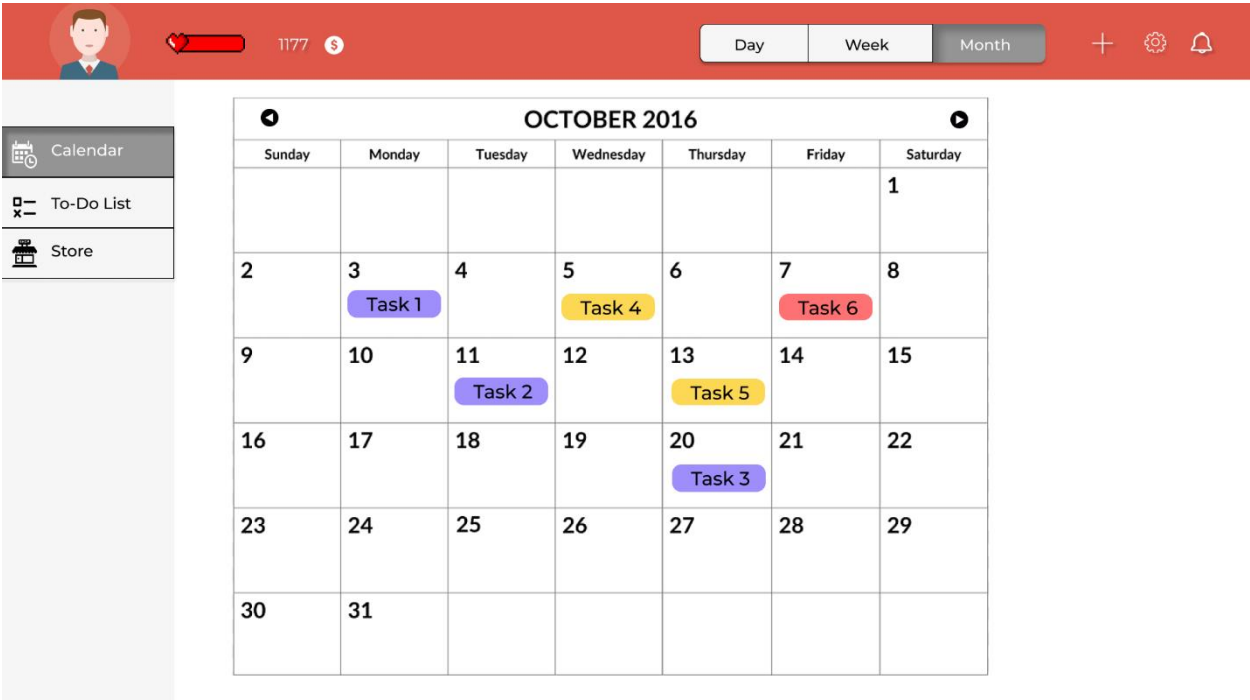 1177 $
Day Week Month
Calendar
To-Do List
Store
OCTOBER 2016
Sunday Monday Tuesday Wednesday Thursday Friday Saturday
1
2 3 4 5 6 7 8
Task 1 Task 4 Task 6
9 10 11 12 13 14 15
Task 2 Task 5
16 17 18 19 20 21 22
Task 3
23 24 25 26 27 28 29
30 31